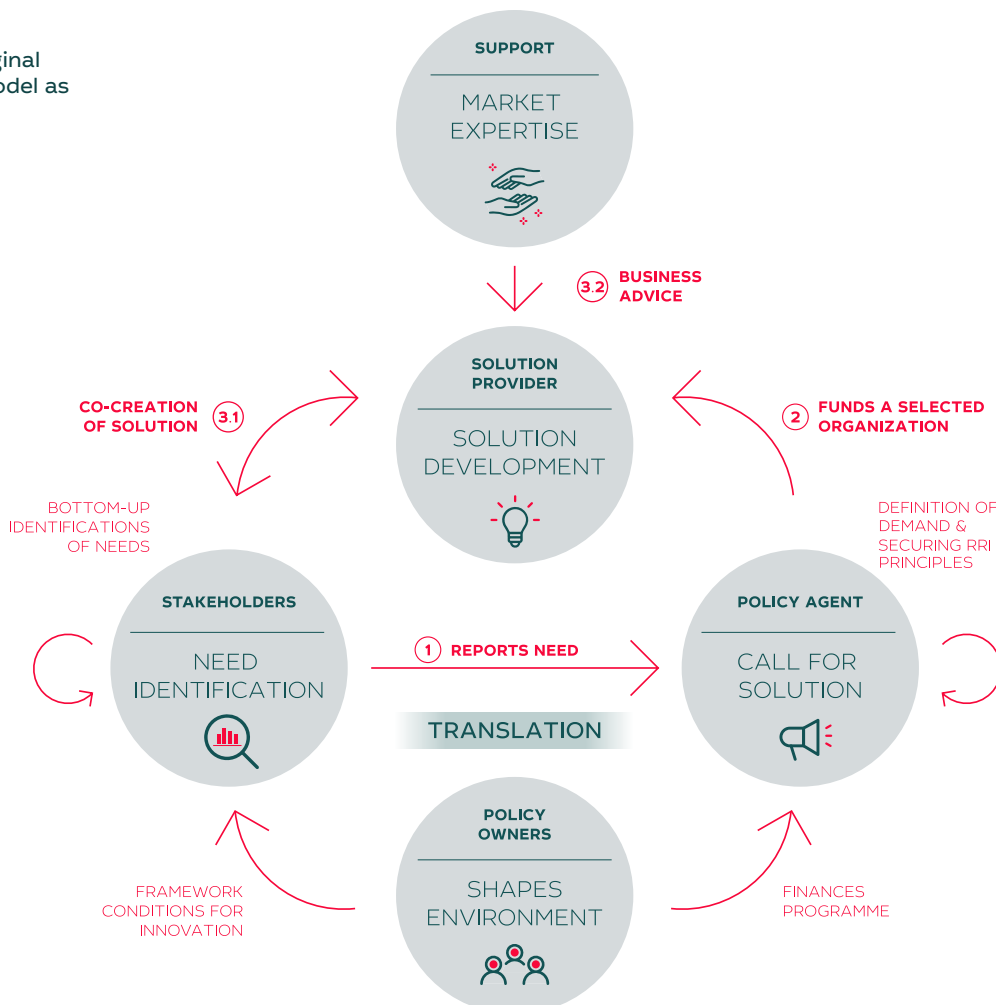 ginal
odel as
SUPPORT
MARKET
EXPERTISE
3.2 BUSINESS
ADVICE
SOLUTION
PROVIDER
SOLUTION
DEVELOPMENT
CO-CREATION
OF SOLUTION 3.1
2 FUNDS A SELECTED
ORGANIZATION
BOTTOM-UP
IDENTIFICATIONS
OF NEEDS
DEFINITION OF
DEMAND &
SECURING RRI
PRINCIPLES
STAKEHOLDERS
NEED
IDENTIFICATION
1 REPORTS NEED
POLICY AGENT
CALL FOR
SOLUTION
TRANSLATION
POLICY
OWNERS
SHAPES
ENVIRONMENT
FRAMEWORK
CONDITIONS FOR
INNOVATION
FINANCES
PROGRAMME